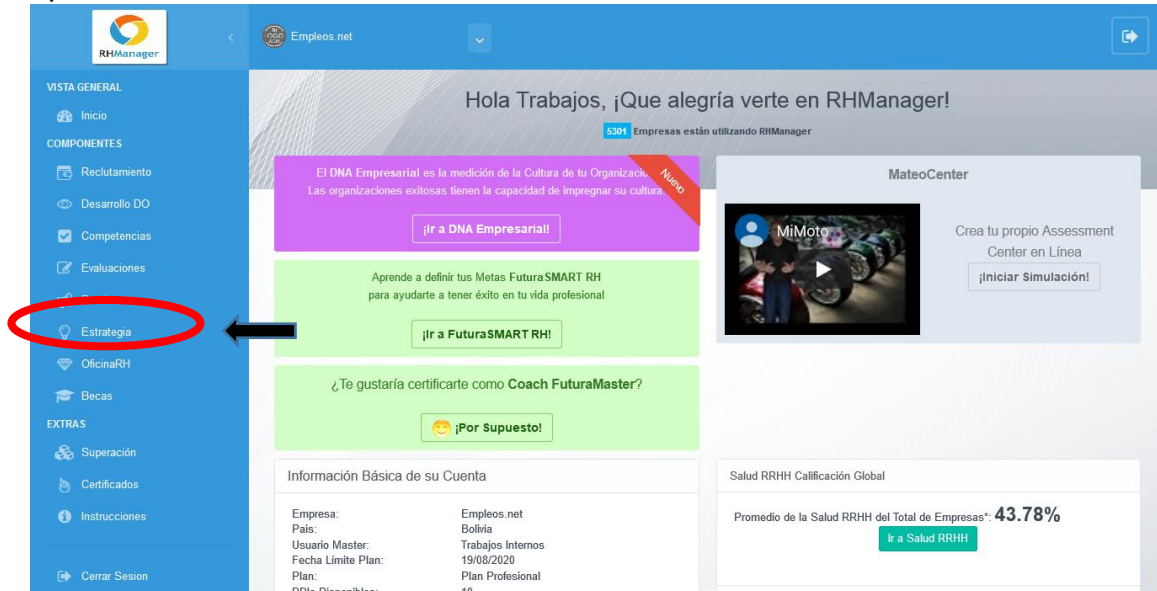 RHManager
Empleos.net
VISTA GENERAL
Inicio
COMPONENTES
Reclutamiento
Desarrollo DO
Competencias
Evaluaciones
Estrategia
OficinaRH
Becas
EXTRAS
Superación
Certificados
Instrucciones
Cerrar Sesion
Hola Trabajos, ¡Que alegría verte en RHManager!
5301 Empresas están utilizando RHManager
El DNA Empresarial es la medición de la Cultura de tu
Las organizaciones exitosas tienen la capacidad de impregnar su cultura
Nuevo
¡Ir a DNA Empresarial!
Aprende a definir tus Metas FuturaSMART RH
para ayudarte a tener éxito en tu vida profesional
¡Ir a FuturaSMART RH!
¿Te gustaría certificarte como Coach FuturaMaster?
¡Por Supuesto!
MateoCenter
MiMoto
Crea tu propio Assessment
Center en Línea
¡Iniciar Simulación!
Información Básica de su Cuenta
Empresa: Empleos.net
Pais: Bolivia
Usuario Master: Trabajos Internos
Fecha Límite Plan: 19/08/2020
Plan: Plan Profesional
Salud RRHH Calificación Global
Promedio de la Salud RRHH del Total de Empresas*: 43.78%
Ir a Salud RRHH